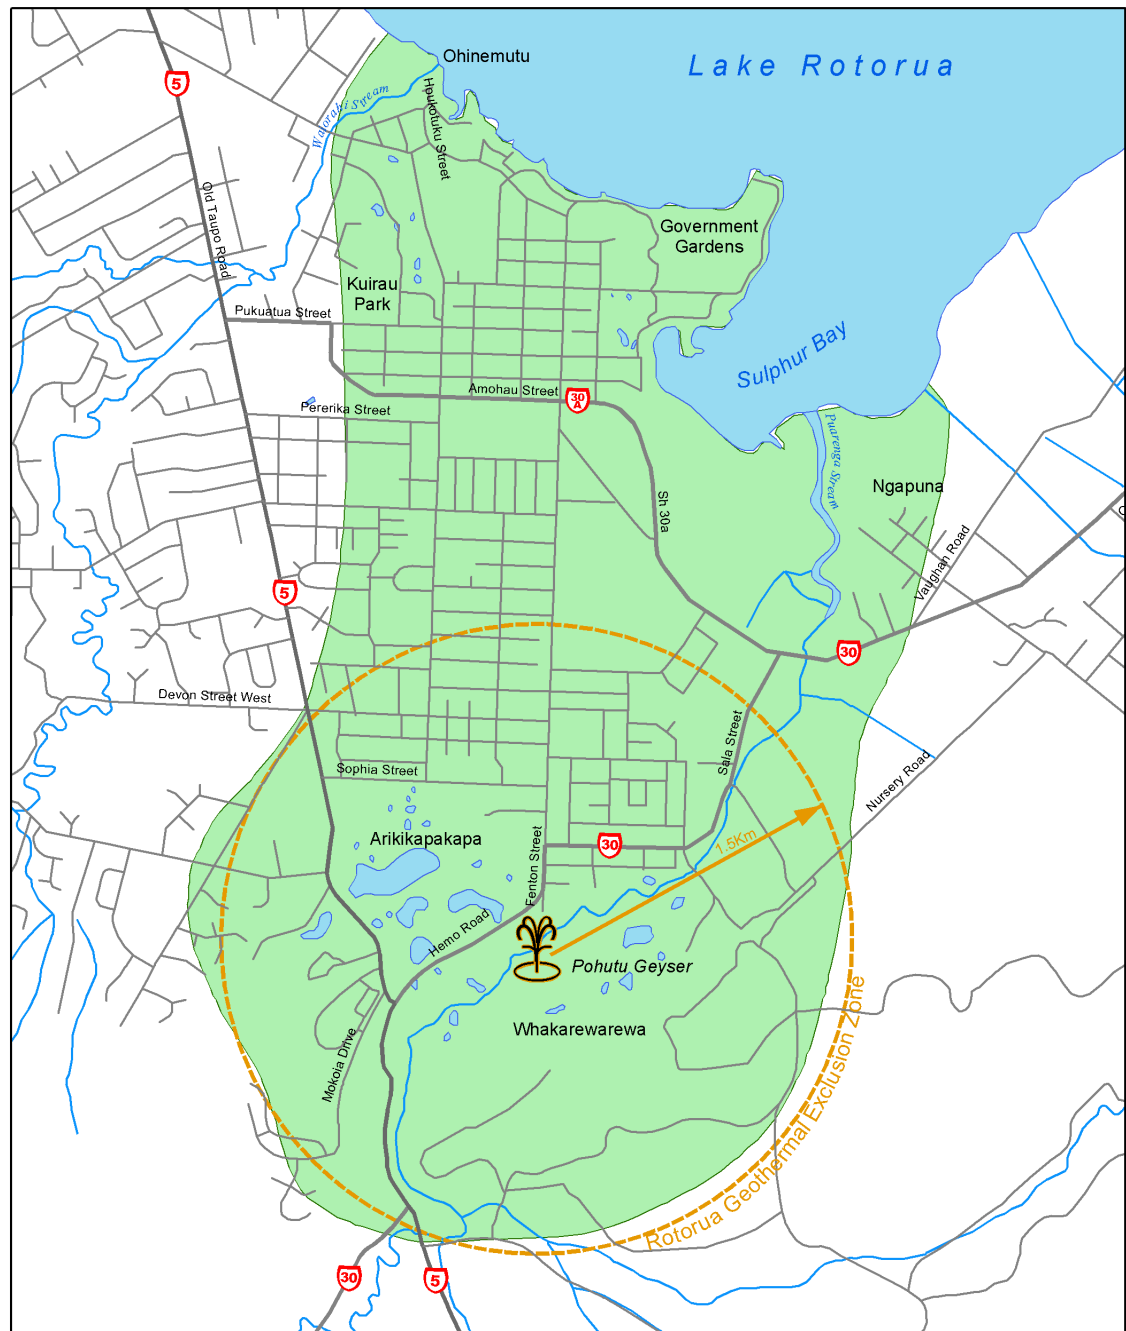 Ohinemutu
Lake Rotorua
5
Waiorahi Stream
Hpukotuku Street
Old Taupo Road
Government
Gardens
Kuirau
Park
Pukuatua Street
Sulphur Bay
Amohau Street
30
A
Pererika Street
Puarenga Stream
Ngapuna
Sh 30a
Vaughan Road
5
30
Devon Street West
Sala Street
Sophia Street
Nursery Road
Arikikapakapa
Fenton Street
30
1.5Km
Hemo Road
Pohutu Geyser
Whakarewarewa
Mokoia Drive
Rotorua Geothermal Exclusion Zone
30
5